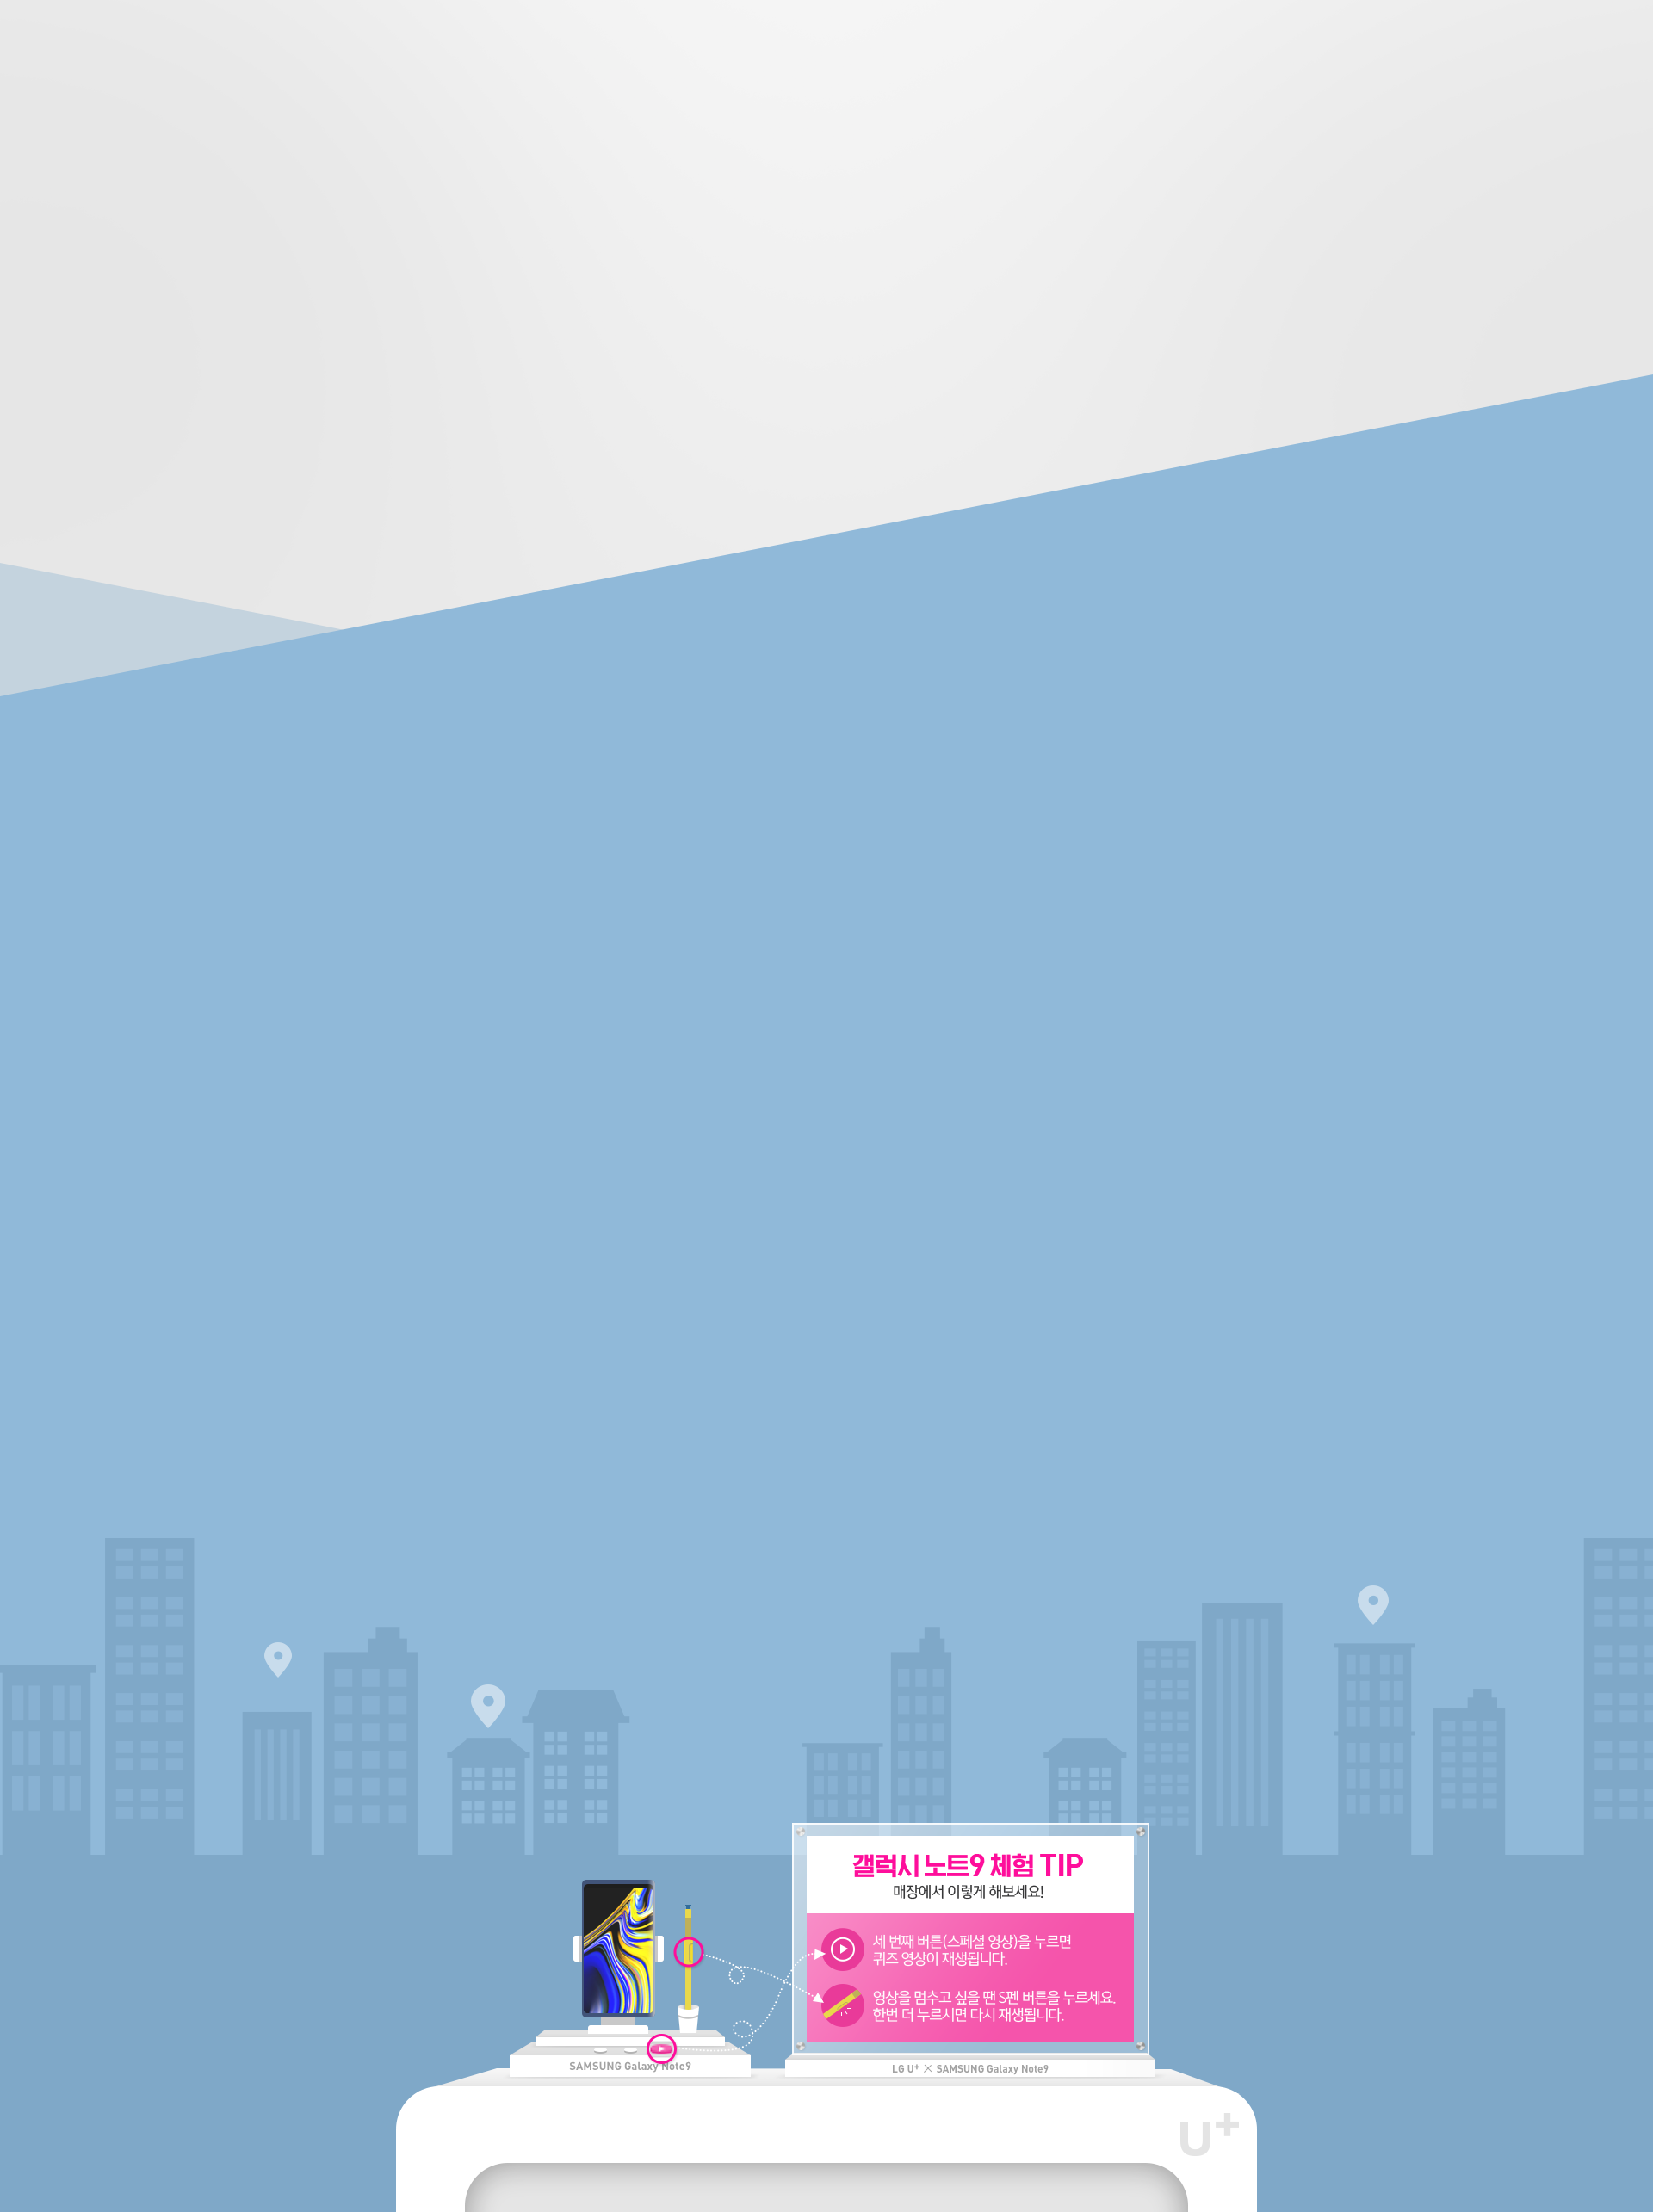 갤럭시 노트9 체험 TIP
매장에서 이렇게 해보세요!
세 번째 버튼(스페셜 영상)을 누르면
퀴즈 영상이 재생됩니다.
영상을 멈추고 싶을 땐 S펜 버튼을 누르세요.
한번 더 누르시면 다시 재생됩니다.
SAMSUNG Galaxy Note9
LG U+ × SAMSUNG Galaxy Note9
U+